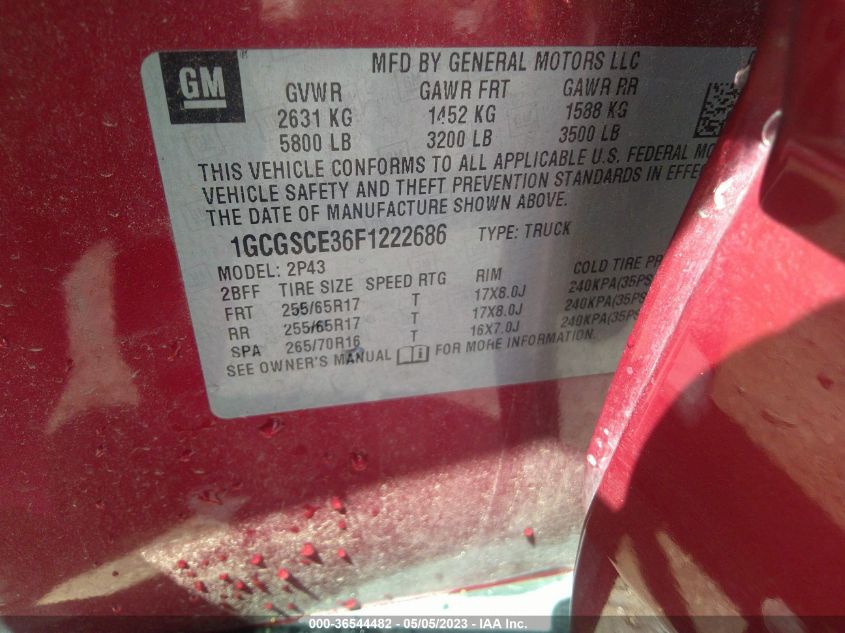 GM
MFD BY GENERAL MOTORS LLC
GVWR GAWR FRT GAWR RR
2631 KG 1452 KG 1588 KG
5800 LB 3200 LB 3500 LB
THIS VEHICLE CONFORMS TO ALL APPLICABLE U.S. FEDERAL
VEHICLE SAFETY AND THEFT PREVENTION STANDARDS IN
THE DATE OF MANUFACTURE SHOWN ABOVE.
1GCGSCE36F1222686 TYPE: TRUCK
MODEL: 2P43
2BFF TIRE SIZE SPEED RTG RIM COLD TIRE
FRT 255/65R17 T 17X8.0J 240KPA(35PS
RR 255/65R17 T 17X8.0J 240KPA(35PS
SPA 265/70R16 T 16X7.0J 240KPA(35PS
SEE OWNER'S MANUAL FOR MORE INFORMATION.
000-36544482 - 05/05/2023 - IAA Inc.